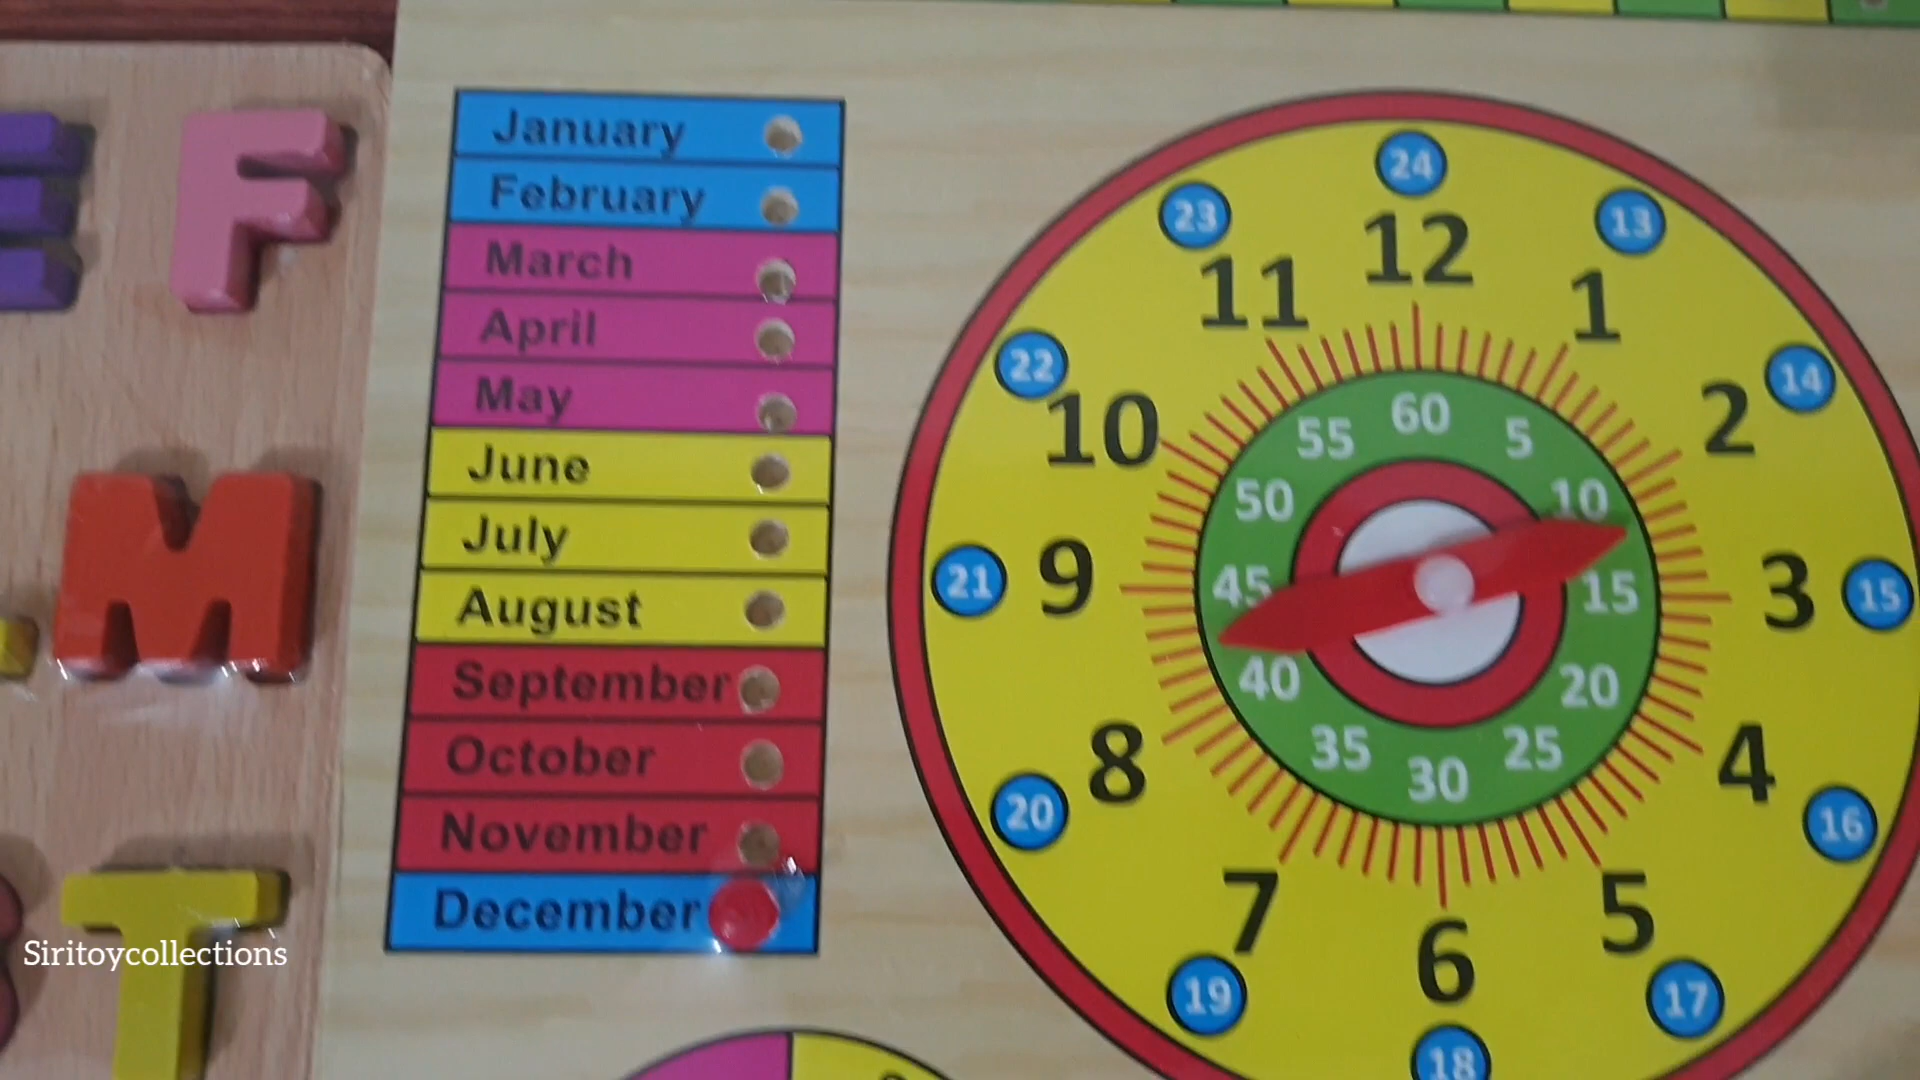 E F
M
T
January
February
March
April
May
June
July
August
September
October
November
December
24
23 13
12
11 1
22 14
10 2
60
55 5
50 10
21 9 45 15 3 15
40 20
35 25
30
8 4
20 16
7 5
6
19 17
18
Siritoycollections